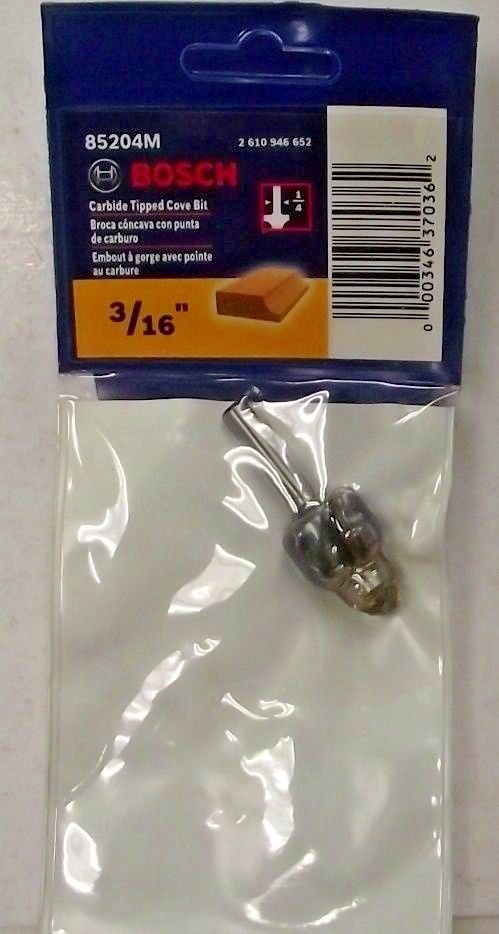 85204M 2 610 946 652
BOSCH
Carbide Tipped Cove Bit
Broca cóncava con punta
de carburo
Embout à gorge avec pointe
au carbure
1/4
3/16"
0 00346 37036 2